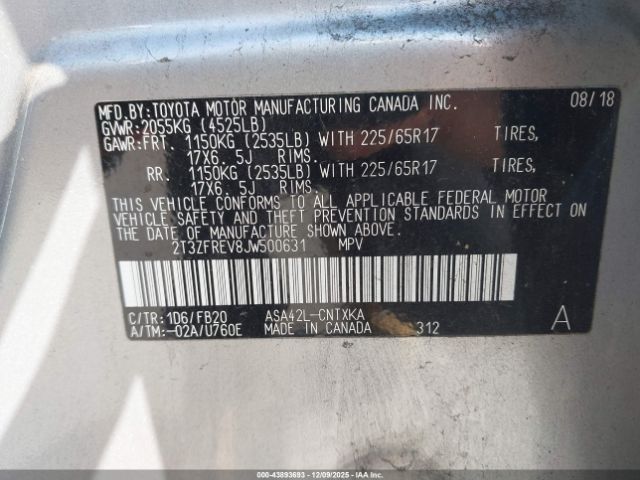 MFD.BY:TOYOTA MOTOR MANUFACTURING CANADA INC. 08/18
GVWR:2055KG (4525LB)
GAWR:FRT. 1150KG (2535LB) WITH 225/65R17 TIRES,
17X6. 5J RIMS.
RR. 1150KG (2535LB) WITH 225/65R17 TIRES,
17X6. 5J RIMS.
THIS VEHICLE CONFORMS TO ALL APPLICABLE FEDERAL MOTOR
VEHICLE SAFETY AND THEFT PREVENTION STANDARDS IN EFFECT ON
THE DATE OF MANUFACTURE SHOWN ABOVE.
2T3ZFREV8JW500631 MPV
C/TR:1D6/FB20 ASA42L-CNTXKA
A/TM:-02A/U760E MADE IN CANADA 312 A
000-43893693 - 12/09/2025 - IAA Inc.